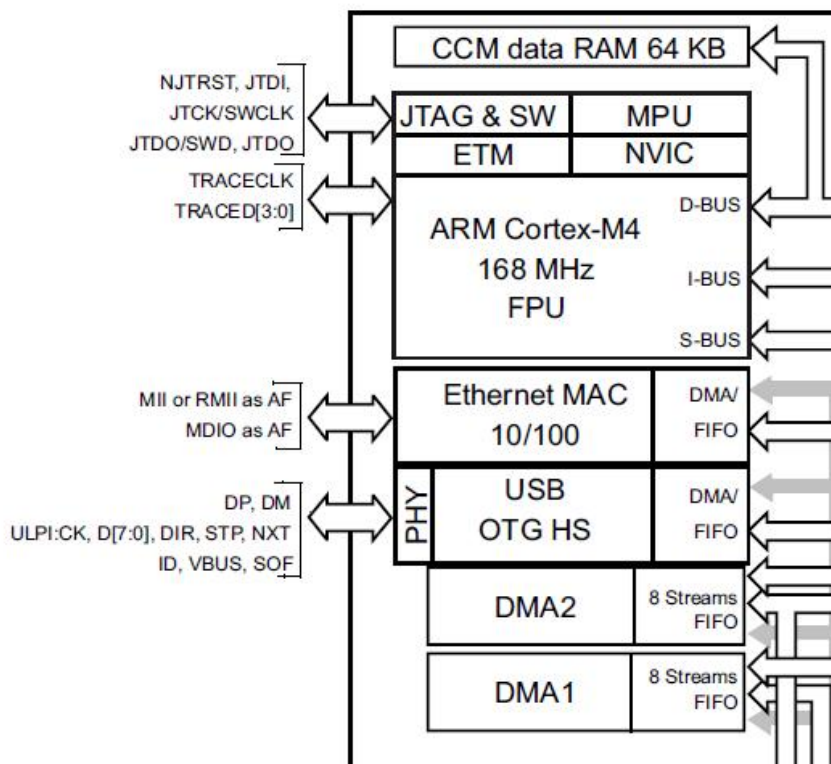 CCM data RAM 64 KB
NJTRST, JTDI,
JTCK/SWCLK
JTDO/SWD, JTDO
JTAG & SW
MPU
ETM
NVIC
TRACECLK
TRACED[3:0]
ARM Cortex-M4
168 MHz
FPU
D-BUS
I-BUS
S-BUS
MII or RMII as AF
MDIO as AF
Ethernet MAC
10/100
DMA/
FIFO
DP, DM
ULPI:CK, D[7:0], DIR, STP, NXT
ID, VBUS, SOF
PHY
USB
OTG HS
DMA/
FIFO
DMA2
8 Streams
FIFO
DMA1
8 Streams
FIFO